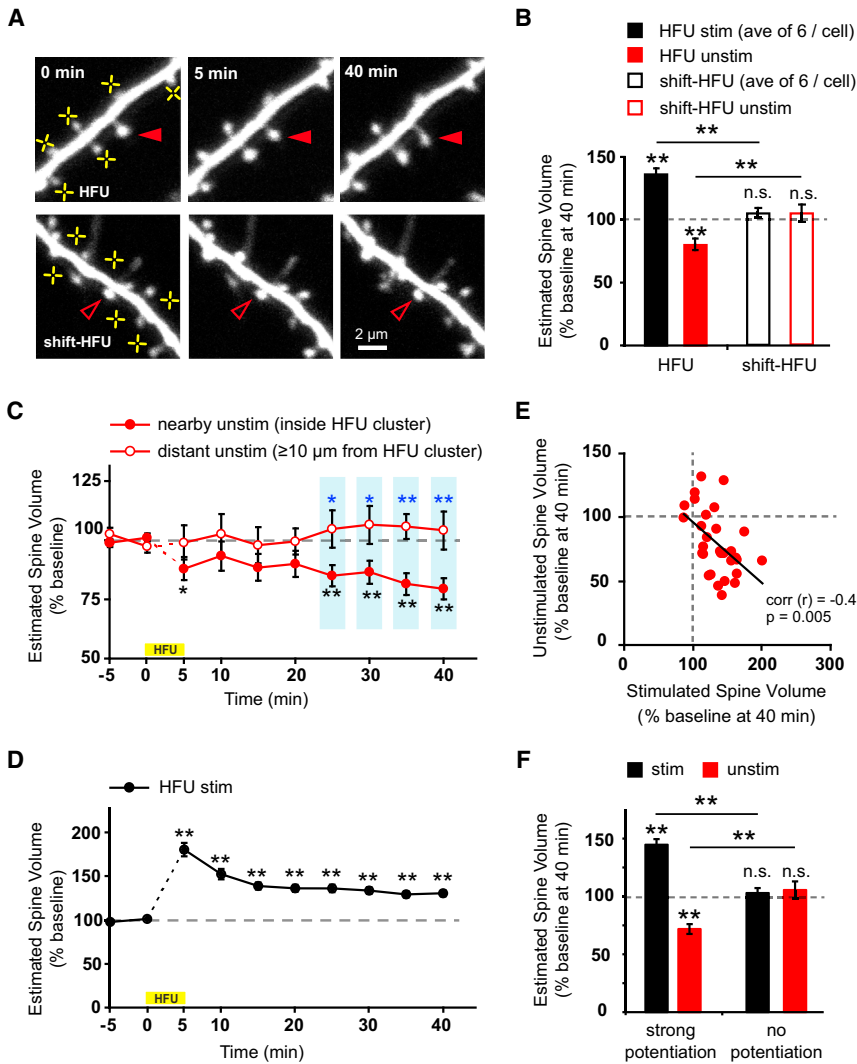 A
0 min
5 min
40 min
HFU
shift-HFU
2 µm
B
HFU stim (ave of 6 / cell)
HFU unstim
shift-HFU (ave of 6 / cell)
shift-HFU unstim
Estimated Spine Volume
(% baseline at 40 min)
150
100
50
0
**
**
**
**
n.s.
n.s.
HFU
shift-HFU
C
nearby unstim (inside HFU cluster)
distant unstim (≥10 µm from HFU cluster)
Estimated Spine Volume
(% baseline)
125
100
75
50
* * ** **
* ** ** ** **
HFU
-5 0 5 10 20 30 40
Time (min)
D
HFU stim
Estimated Spine Volume
(% baseline)
200
150
100
50
0
** ** ** ** ** ** ** **
HFU
-5 0 5 10 20 30 40
Time (min)
E
Unstimulated Spine Volume
(% baseline at 40 min)
150
100
50
0
corr (r) = -0.4
p = 0.005
0 100 200 300
Stimulated Spine Volume
(% baseline at 40 min)
F
stim
unstim
Estimated Spine Volume
(% baseline at 40 min)
150
100
50
0
**
**
**
**
n.s.
n.s.
strong
potentiation
no
potentiation